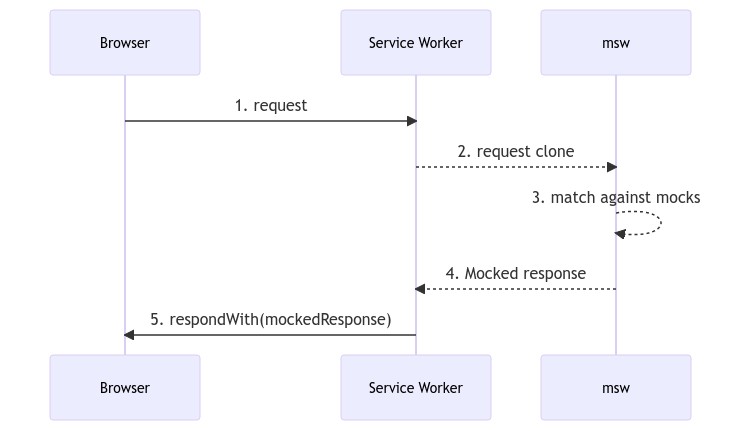 Browser
Service Worker
msw
1. request
2. request clone
3. match against mocks
4. Mocked response
5. respondWith(mockedResponse)
Browser
Service Worker
msw